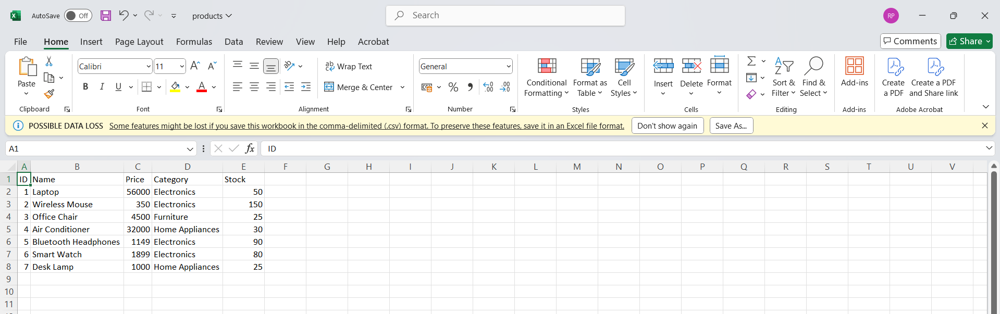 AutoSave Off products Search RP
File Home Insert Page Layout Formulas Data Review View Help Acrobat Comments Share
Paste Calibri 11 B I U A Wrap Text Merge & Center General % Conditional Formatting Format as Table Cell Styles Insert Delete Format Sort & Filter Find & Select Add-ins Create a PDF Create a PDF and Share link
Clipboard Font Alignment Number Styles Cells Editing Add-ins Adobe Acrobat
POSSIBLE DATA LOSS Some features might be lost if you save this workbook in the comma-delimited (.csv) format. To preserve these features, save it in an Excel file format. Don't show again Save As...
A1 fx ID
A B C D E F G H I J K L M N O P Q R S T U V
1 ID Name Price Category Stock
2 1 Laptop 56000 Electronics 50
3 2 Wireless Mouse 350 Electronics 150
4 3 Office Chair 4500 Furniture 25
5 4 Air Conditioner 32000 Home Appliances 30
6 5 Bluetooth Headphones 1149 Electronics 90
7 6 Smart Watch 1899 Electronics 80
8 7 Desk Lamp 1000 Home Appliances 25
9
10
11